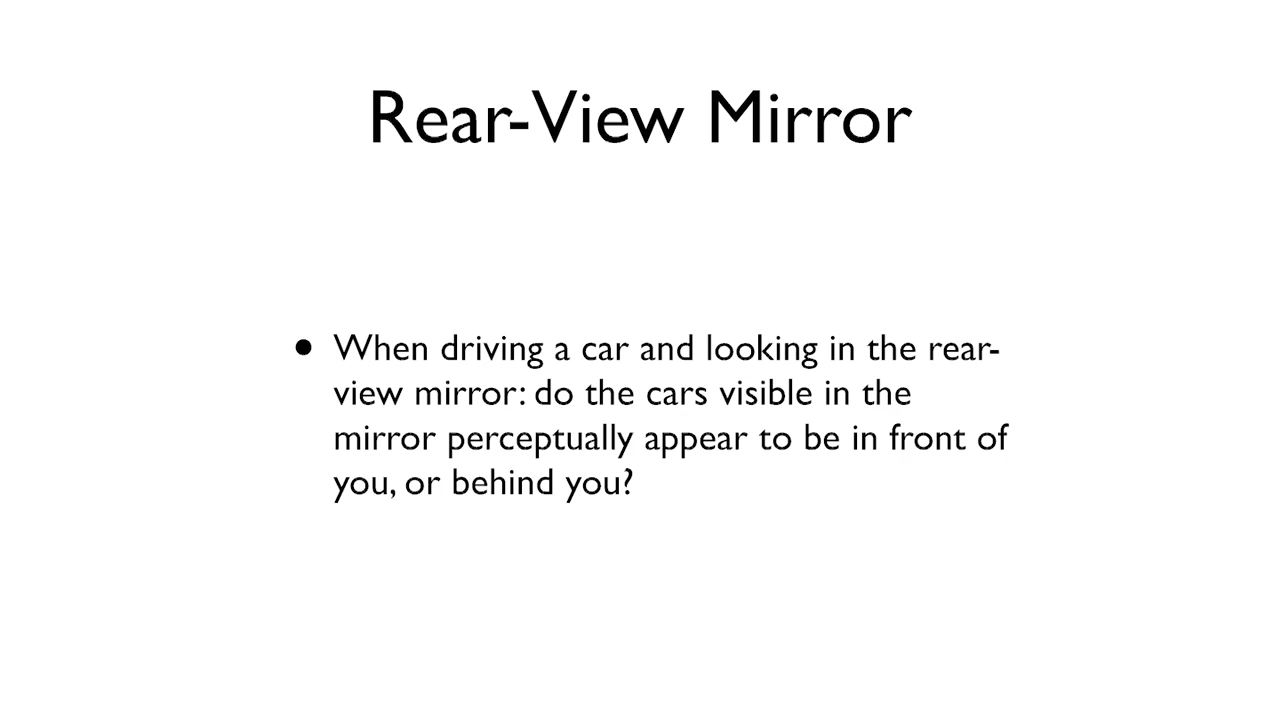 Rear-View Mirror
• When driving a car and looking in the rear-
view mirror: do the cars visible in the
mirror perceptually appear to be in front of
you, or behind you?